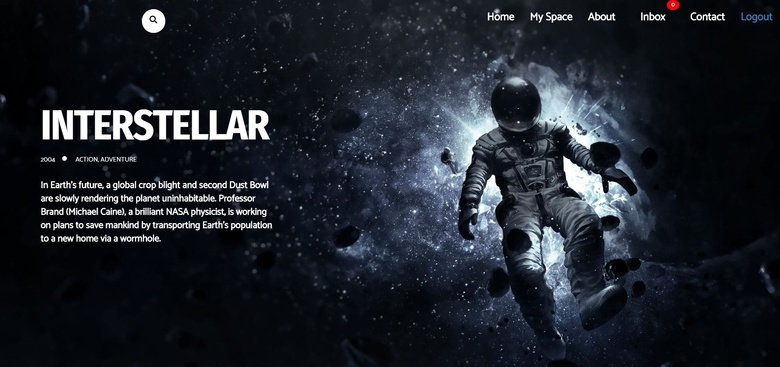 0
Home My Space About Inbox Contact Logout
INTERSTELLAR
2004 ACTION, ADVENTURE
In Earth's future, a global crop blight and second Dust Bowl
are slowly rendering the planet uninhabitable. Professor
Brand (Michael Caine), a brilliant NASA physicist, is working
on plans to save mankind by transporting Earth's population
to a new home via a wormhole.